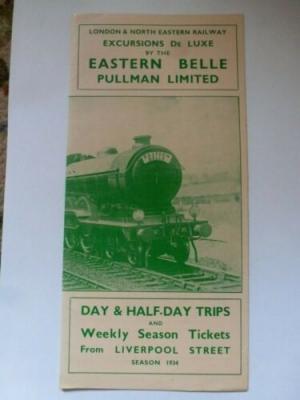 LONDON & NORTH EASTERN RAILWAY
EXCURSIONS DE LUXE
BY THE
EASTERN BELLE
PULLMAN LIMITED
DAY & HALF-DAY TRIPS
AND
Weekly Season Tickets
From LIVERPOOL STREET
SEASON 1934